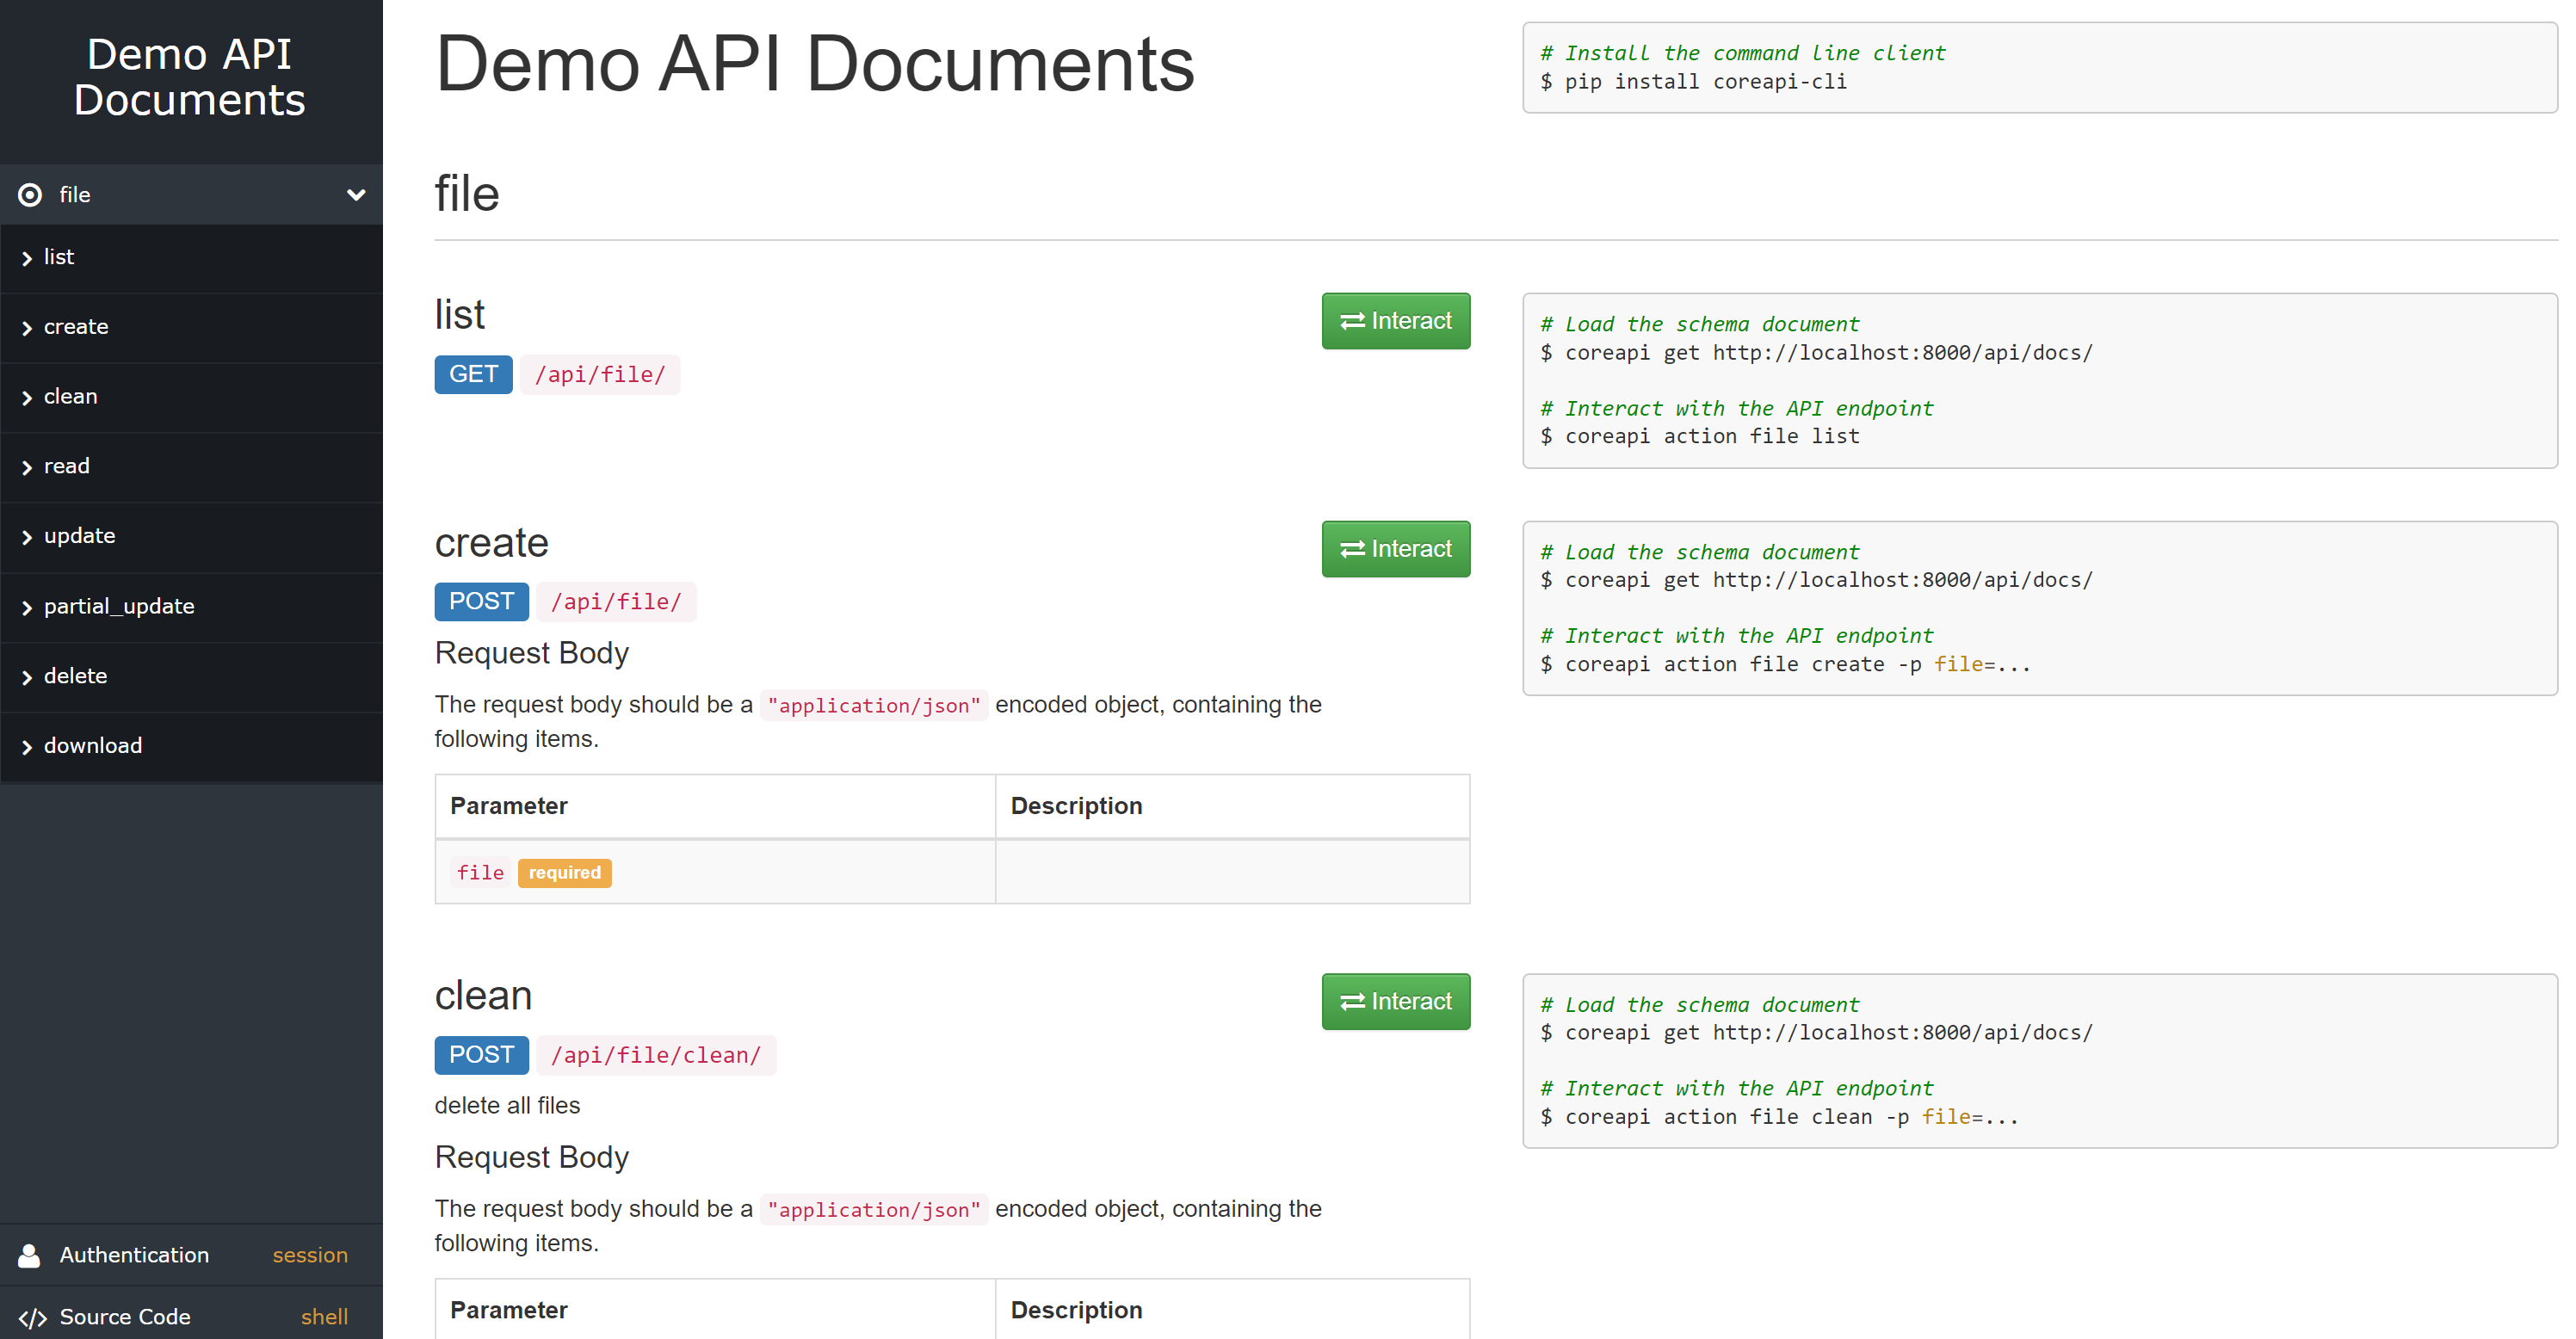 Demo API
Documents
file
list
create
clean
read
update
partial_update
delete
download
Authentication session
Source Code shell
Demo API Documents
# Install the command line client
$ pip install coreapi-cli
file
list
Interact
GET /api/file/
# Load the schema document
$ coreapi get http://localhost:8000/api/docs/
# Interact with the API endpoint
$ coreapi action file list
create
Interact
POST /api/file/
Request Body
The request body should be a "application/json" encoded object, containing the
following items.
Parameter Description
file required
# Load the schema document
$ coreapi get http://localhost:8000/api/docs/
# Interact with the API endpoint
$ coreapi action file create -p file=...
clean
Interact
POST /api/file/clean/
delete all files
Request Body
The request body should be a "application/json" encoded object, containing the
following items.
Parameter Description
# Load the schema document
$ coreapi get http://localhost:8000/api/docs/
# Interact with the API endpoint
$ coreapi action file clean -p file=...